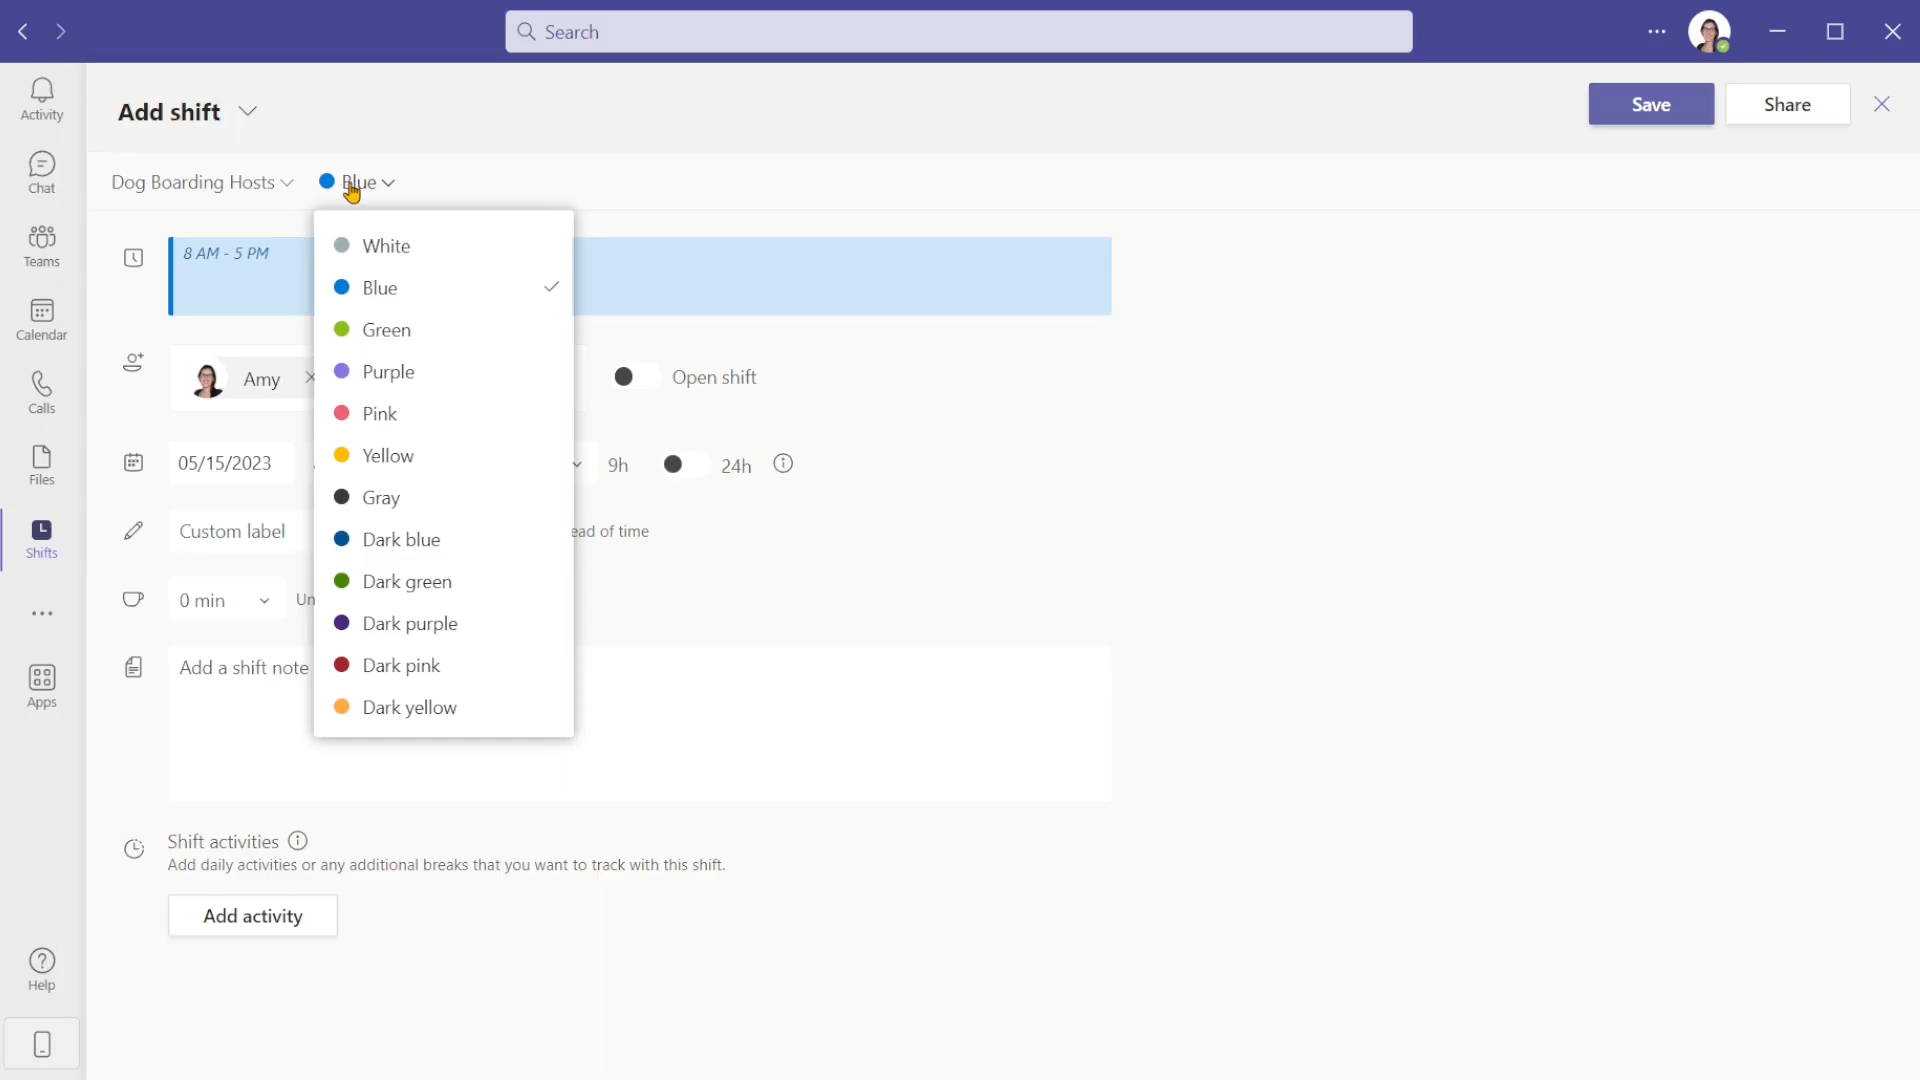 Search
Activity
Chat
Teams
Calendar
Calls
Files
Shifts
Apps
Help
Add shift
Save
Share
Dog Boarding Hosts
Blue
White
Blue
Green
Purple
Pink
Yellow
Gray
Dark blue
Dark green
Dark purple
Dark pink
Dark yellow
8 AM - 5 PM
Amy
Open shift
05/15/2023
9h
24h
Custom label
of time
0 min
Add a shift note
Shift activities
Add daily activities or any additional breaks that you want to track with this shift.
Add activity